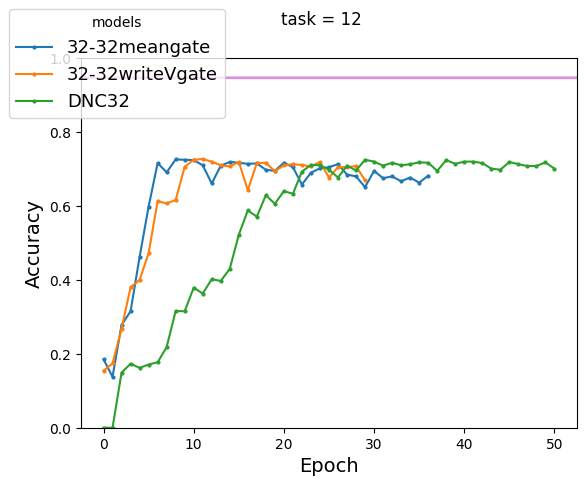 task = 12
models
32-32meangate
32-32writeVgate
DNC32
1.0
0.8
0.6
0.4
0.2
0.0
Accuracy
0 10 20 30 40 50
Epoch